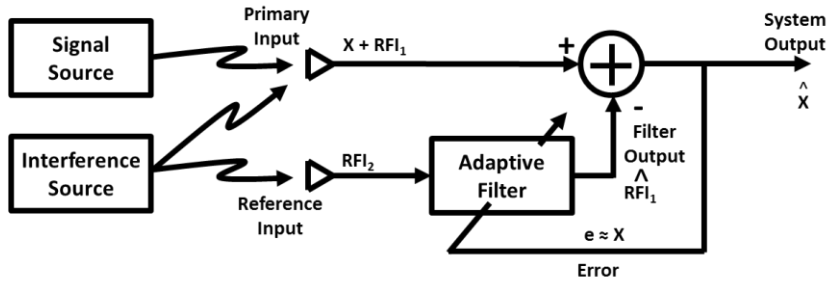 Signal
Source
Primary
Input
X + RFI₁
+
-
System
Output
^
X
Interference
Source
Reference
Input
RFI₂
Adaptive
Filter
Filter
Output
^
RFI₁
e ≈ X
Error